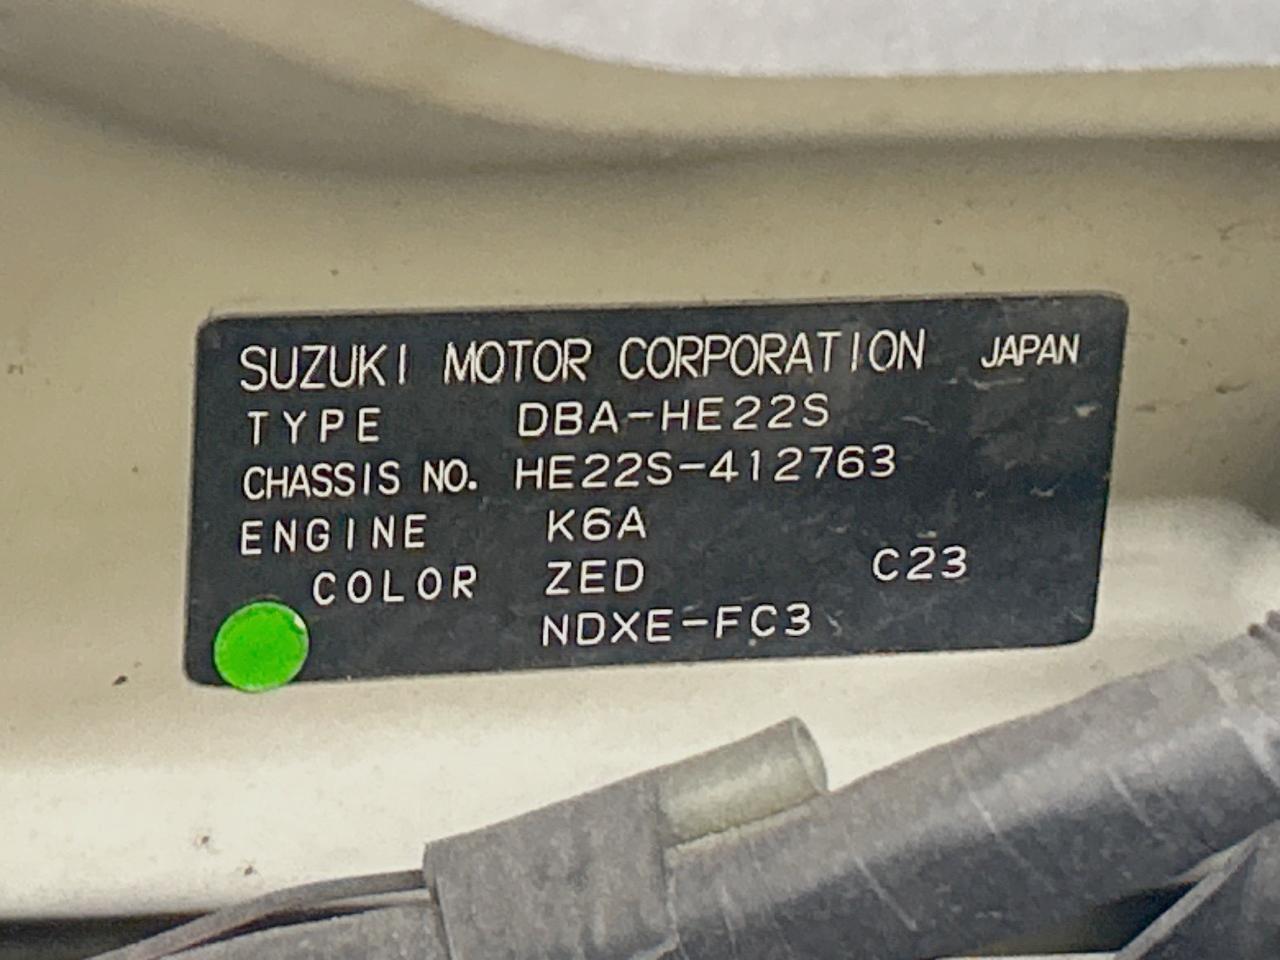 SUZUKI MOTOR CORPORATION JAPAN
TYPE DBA-HE22S
CHASSIS NO. HE22S-412763
ENGINE K6A
COLOR ZED C23
NDXE-FC3